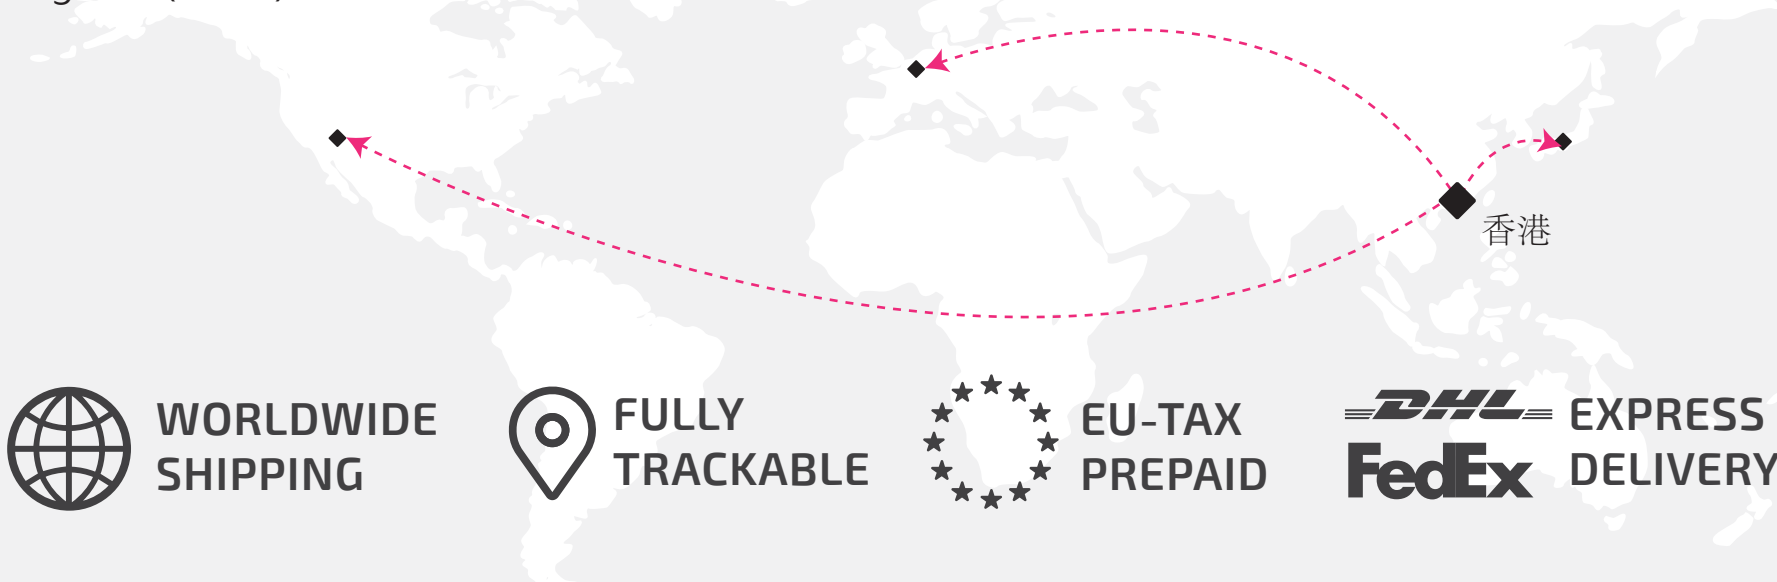 香港
WORLDWIDE
SHIPPING
FULLY
TRACKABLE
EU-TAX
PREPAID
DHL
FedEx
EXPRESS
DELIVERY